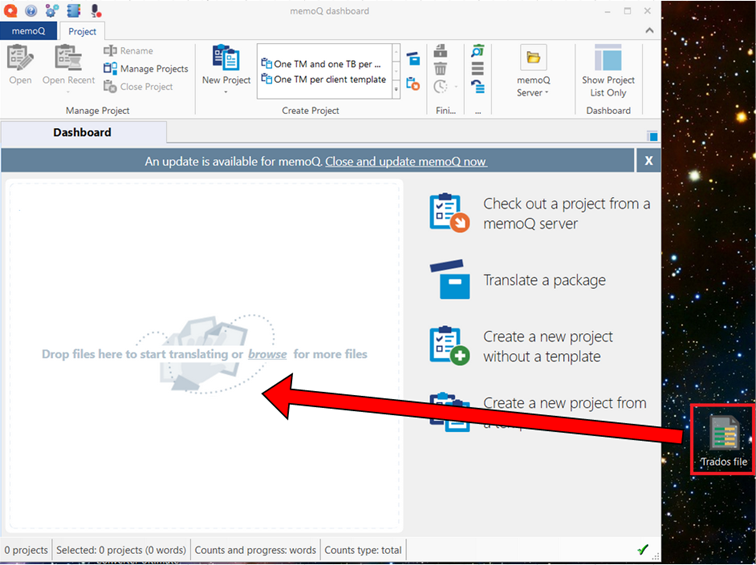 memoQ dashboard
memoQ
Project
Open
Open Recent
Rename
Manage Projects
Close Project
Manage Project
New Project
One TM and one TB per ...
One TM per client template
Create Project
Fini...
...
memoQ
Server
Show Project
List Only
Dashboard
Dashboard
An update is available for memoQ. Close and update memoQ now
X
Drop files here to start translating or browse for more files
Check out a project from a
memoQ server
Translate a package
Create a new project
without a template
Create a new project from
Trados file
0 projects
Selected: 0 projects (0 words)
Counts and progress: words
Counts type: total